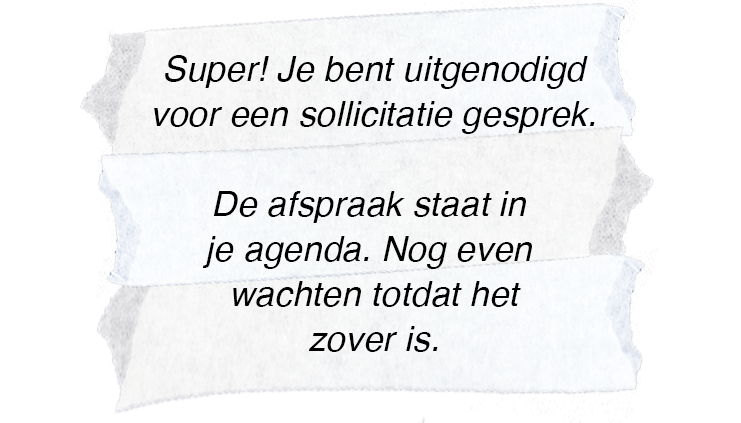 Super! Je bent uitgenodigd
voor een sollicitatie gesprek.
De afspraak staat in
je agenda. Nog even
wachten totdat het
zover is.